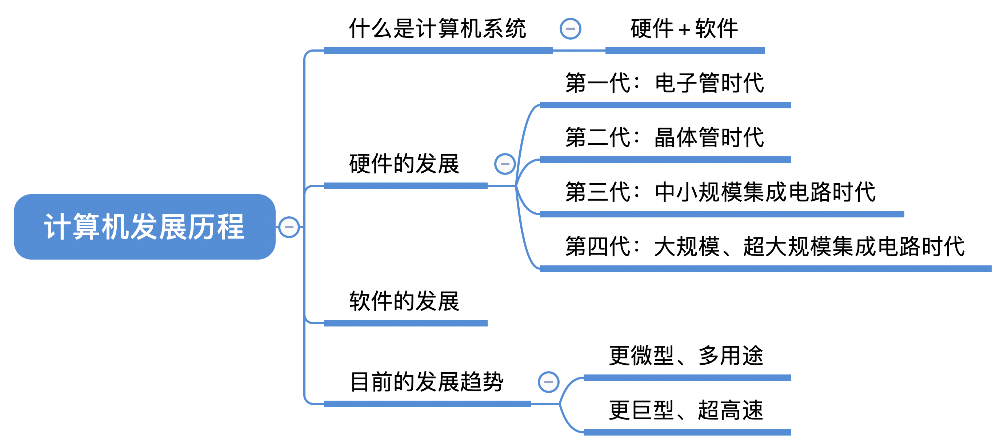 什么是计算机系统
硬件+软件
第一代：电子管时代
第二代：晶体管时代
硬件的发展
第三代：中小规模集成电路时代
计算机发展历程
第四代：大规模、超大规模集成电路时代
软件的发展
更微型、多用途
目前的发展趋势
更巨型、超高速